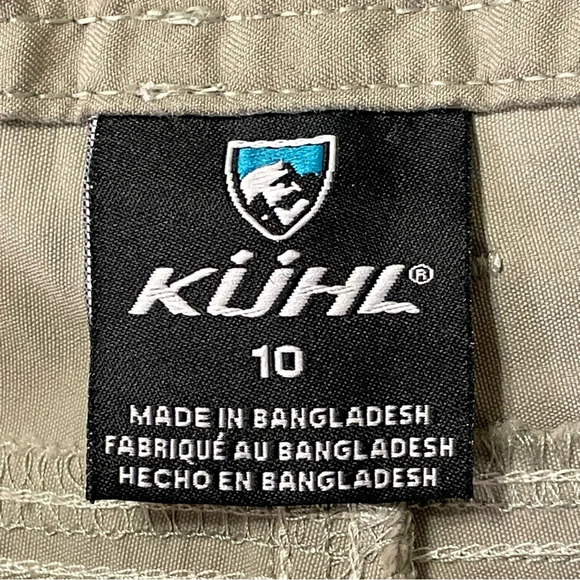 KÜHL®
10
MADE IN BANGLADESH
FABRIQUÉ AU BANGLADESH
HECHO EN BANGLADESH